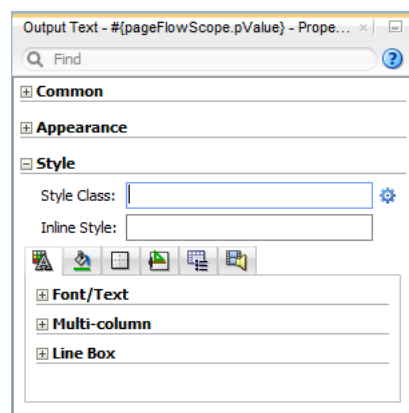 Output Text - #{pageFlowScope.pValue} - Prope...
Find
Common
Appearance
Style
Style Class:
Inline Style:
Font/Text
Multi-column
Line Box